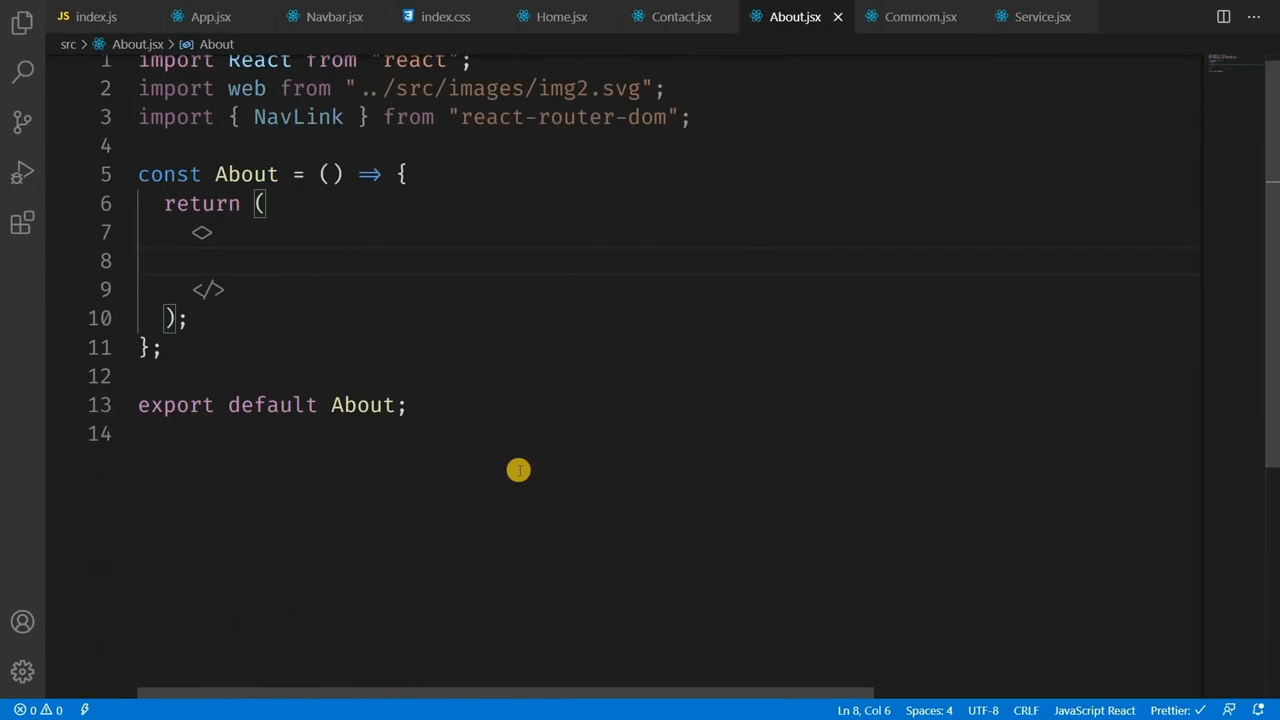 JS index.js App.jsx Navbar.jsx index.css Home.jsx Contact.jsx About.jsx Commom.jsx Service.jsx
src > About.jsx > About
1 import React from "react";
2 import web from "../src/images/img2.svg";
3 import { NavLink } from "react-router-dom";
4
5 const About = () => {
6 return (
7 <>
8
9 </>
10 );
11 };
12
13 export default About;
14
0 0 Ln 8, Col 6 Spaces: 4 UTF-8 CRLF JavaScript React Prettier: ✓